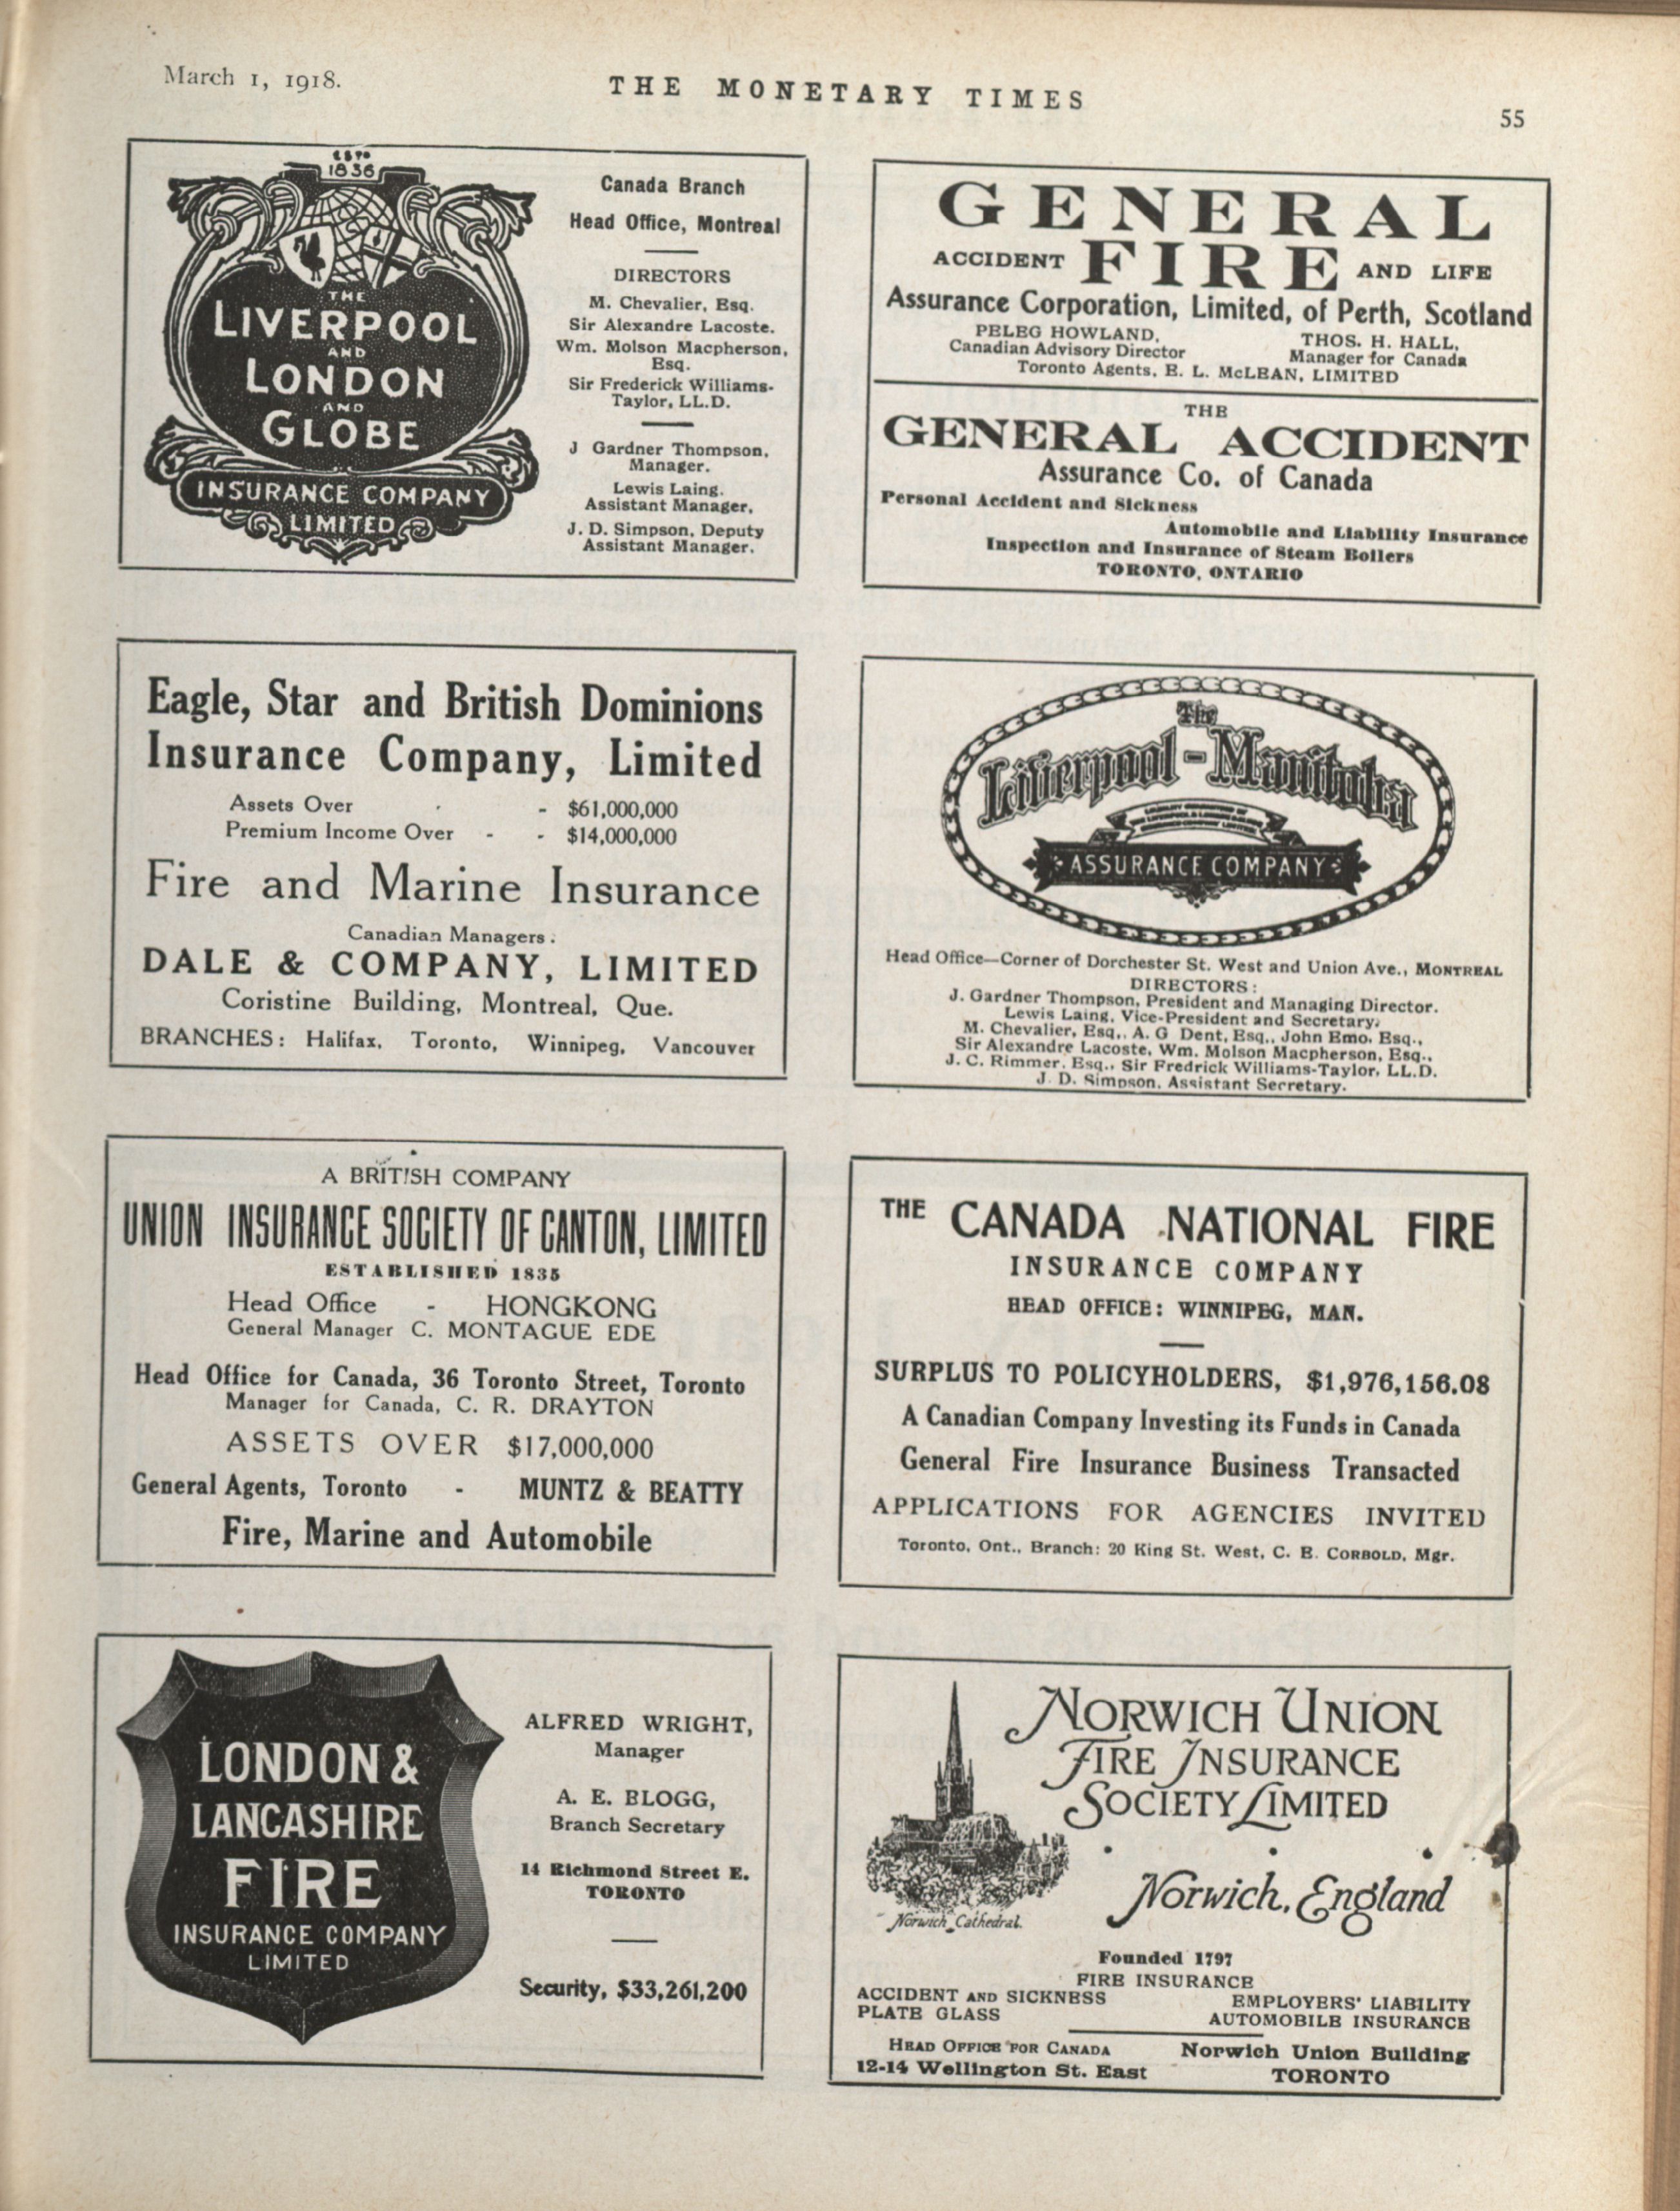 March 1, 1918.
THE MONETARY TIMES
55
ESTD
1836
THE
LIVERPOOL
AND
LONDON
AND
GLOBE
INSURANCE COMPANY
LIMITED
Canada Branch
Head Office, Montreal
DIRECTORS
M. Chevalier, Esq.
Sir Alexandre Lacoste.
Wm. Molson Macpherson,
Esq.
Sir Frederick Williams-
Taylor, LL.D.
J Gardner Thompson,
Manager.
Lewis Laing.
Assistant Manager,
J. D. Simpson, Deputy
Assistant Manager.
GENERAL
ACCIDENT FIRE AND LIFE
Assurance Corporation, Limited, of Perth, Scotland
PELEG HOWLAND,
Canadian Advisory Director
THOS. H. HALL,
Manager for Canada
Toronto Agents, E. L. McLEAN, LIMITED
THE
GENERAL ACCIDENT
Assurance Co. of Canada
Personal Accident and Sickness
Automobile and Liability Insurance
Inspection and Insurance of Steam Boilers
TORONTO, ONTARIO
Eagle, Star and British Dominions
Insurance Company, Limited
Assets Over - $61,000,000
Premium Income Over - - $14,000,000
Fire and Marine Insurance
Canadian Managers:
DALE & COMPANY, LIMITED
Coristine Building, Montreal, Que.
BRANCHES: Halifax, Toronto, Winnipeg, Vancouver
The
Liverpool-Manitoba
ASSURANCE COMPANY
Head Office—Corner of Dorchester St. West and Union Ave., MONTREAL
DIRECTORS:
J. Gardner Thompson, President and Managing Director.
Lewis Laing, Vice-President and Secretary.
M. Chevalier, Esq., A. G Dent, Esq., John Emo, Esq.,
Sir Alexandre Lacoste, Wm. Molson Macpherson, Esq.,
J. C. Rimmer, Esq., Sir Fredrick Williams-Taylor, LL.D.
J. D. Simpson, Assistant Secretary.
A BRITISH COMPANY
UNION INSURANCE SOCIETY OF CANTON, LIMITED
ESTABLISHED 1835
Head Office - HONGKONG
General Manager C. MONTAGUE EDE
Head Office for Canada, 36 Toronto Street, Toronto
Manager for Canada, C. R. DRAYTON
ASSETS OVER $17,000,000
General Agents, Toronto - MUNTZ & BEATTY
Fire, Marine and Automobile
THE CANADA NATIONAL FIRE
INSURANCE COMPANY
HEAD OFFICE: WINNIPEG, MAN.
SURPLUS TO POLICYHOLDERS, $1,976,156.08
A Canadian Company Investing its Funds in Canada
General Fire Insurance Business Transacted
APPLICATIONS FOR AGENCIES INVITED
Toronto, Ont., Branch: 20 King St. West, C. E. CORBOLD, Mgr.
LONDON &
LANCASHIRE
FIRE
INSURANCE COMPANY
LIMITED
ALFRED WRIGHT,
Manager
A. E. BLOGG,
Branch Secretary
14 Richmond Street E.
TORONTO
Security, $33,261,200
NORWICH UNION
FIRE INSURANCE
SOCIETY LIMITED
Norwich, England
Norwich Cathedral.
Founded 1797
FIRE INSURANCE
ACCIDENT AND SICKNESS
PLATE GLASS
EMPLOYERS' LIABILITY
AUTOMOBILE INSURANCE
HEAD OFFICE FOR CANADA
12-14 Wellington St. East
Norwich Union Building
TORONTO